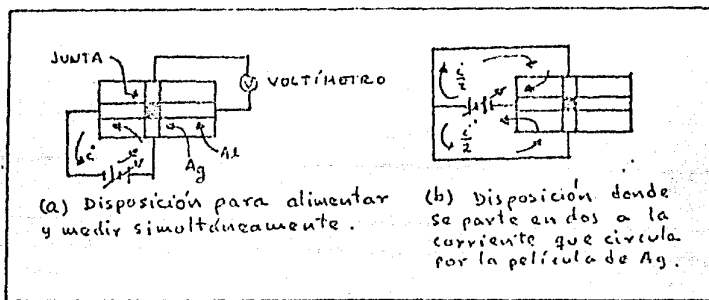 JUNTA
V VOLTÍMETRO
i
v
Ag
Al
(a) Disposición para alimentar
y medir simultáneamente.
i/2
v
i/2
(b) Disposición donde
se parte en dos a la
corriente que circula
por la película de Ag.